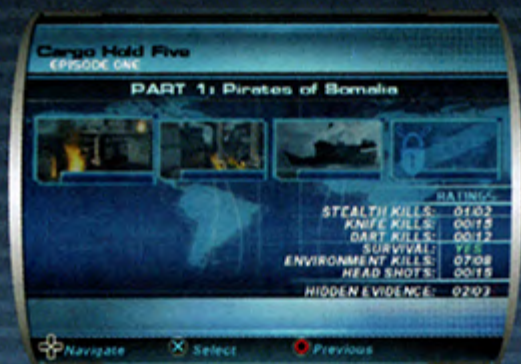 Cargo Hold Five
EPISODE ONE
PART 1: Pirates of Somalia
RATINGS
STEALTH KILLS: 01/02
KNIFE KILLS: 00/15
DART KILLS: 00/12
SURVIVAL: YES
ENVIRONMENT KILLS: 07/08
HEAD SHOTS: 00/15
HIDDEN EVIDENCE: 02/03
Navigate Select Previous